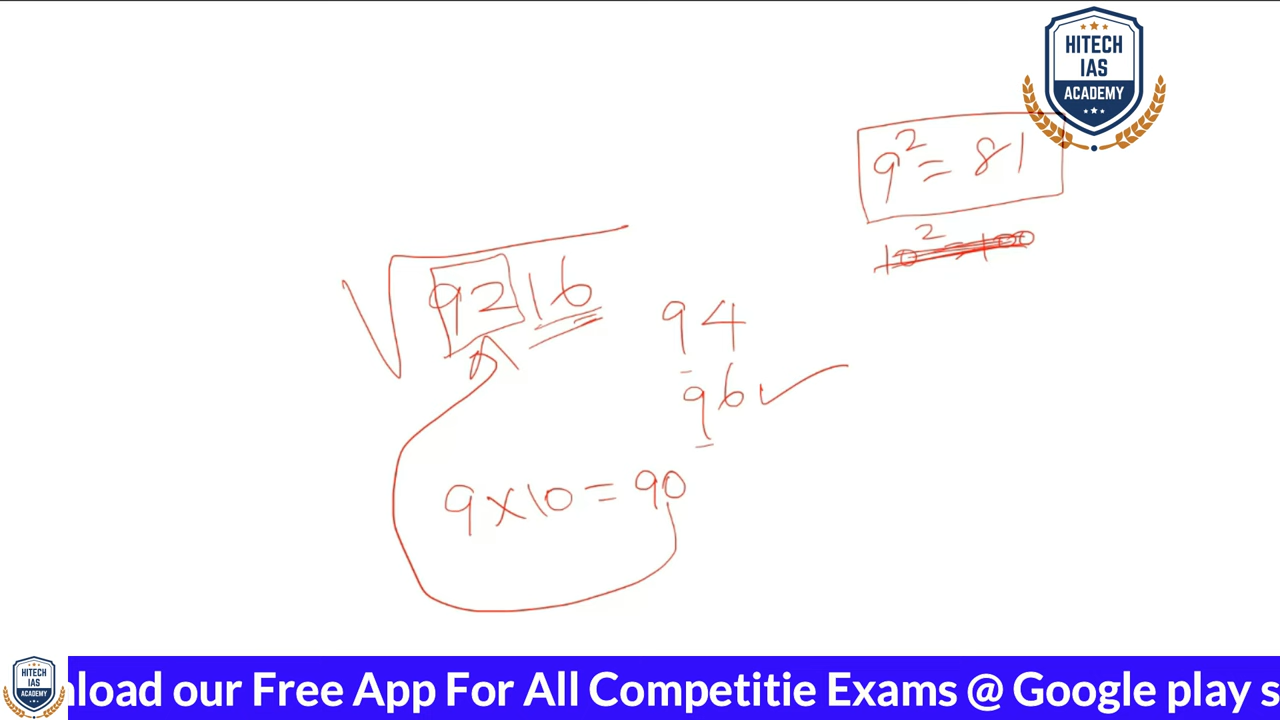 HITECH
IAS
ACADEMY
9² = 81
10² = 100
√9216
94
96 ✓
9 × 10 = 90
HITECH
IAS
ACADEMY
nload our Free App For All Competitie Exams @ Google play s